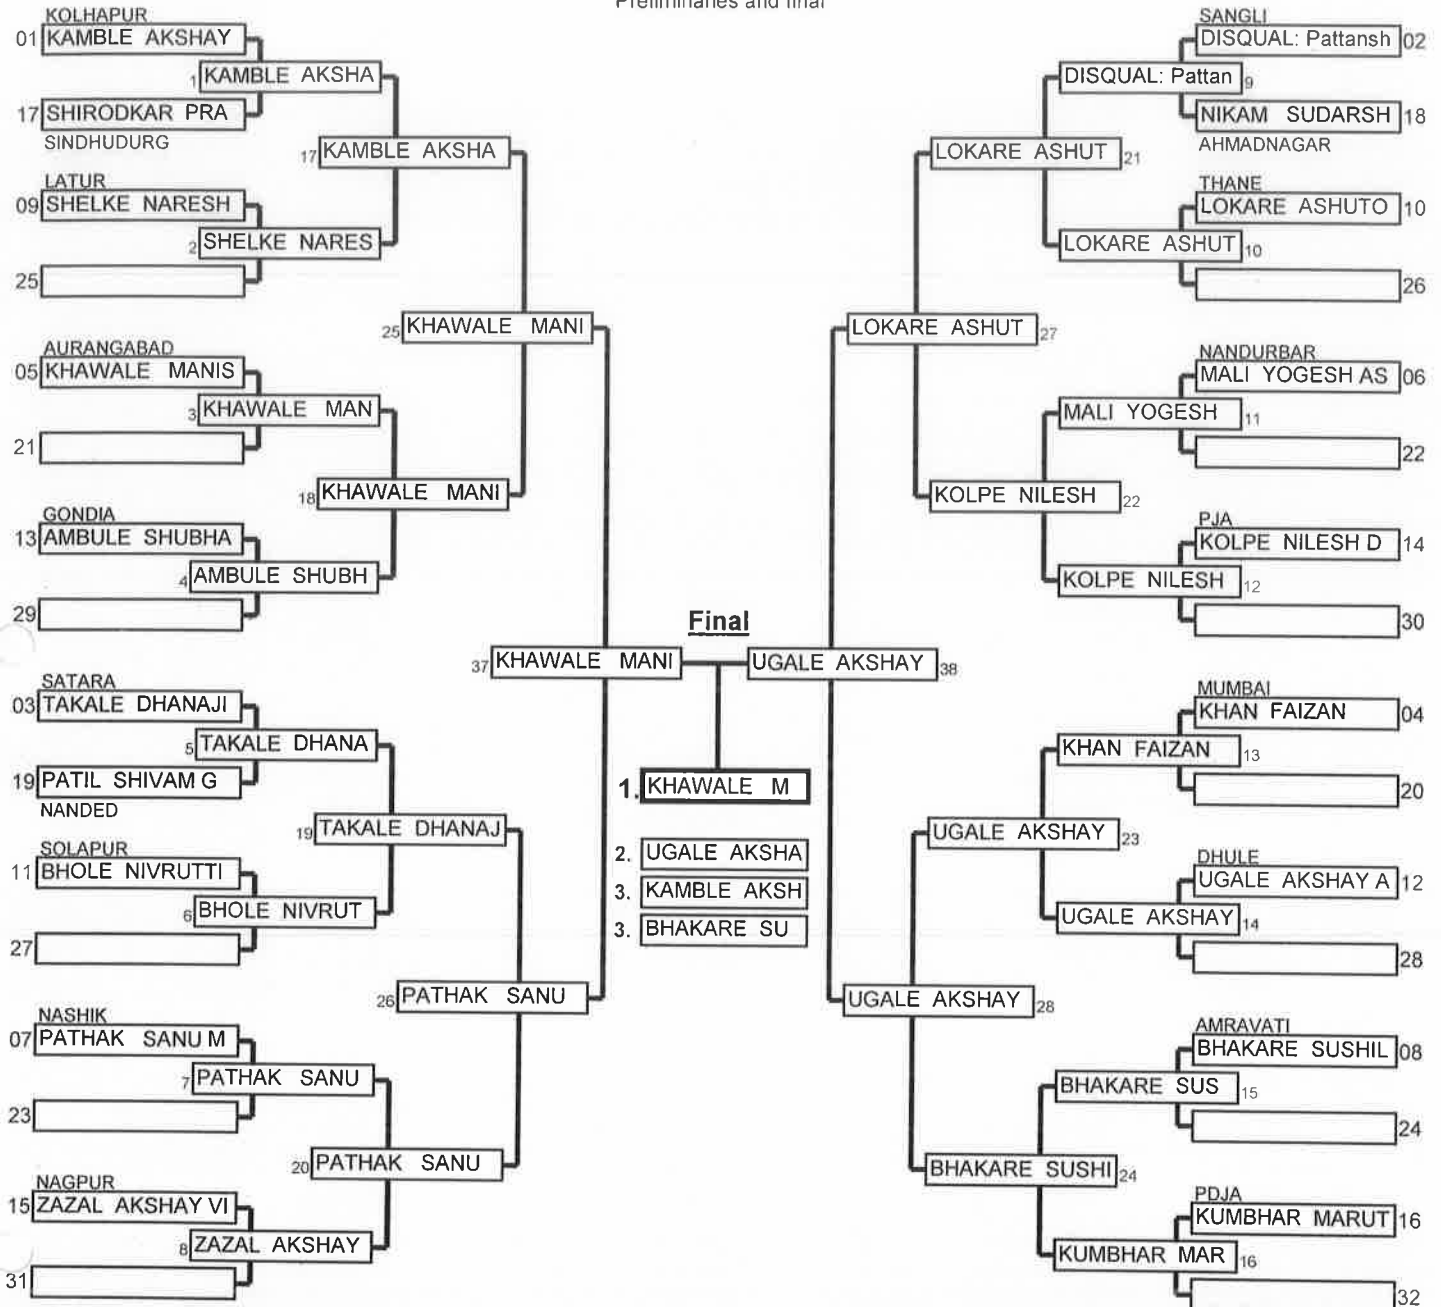 Preliminaries and final
KOLHAPUR
01 KAMBLE AKSHAY
1 KAMBLE AKSHA
17 SHIRODKAR PRA
SINDHUDURG
17 KAMBLE AKSHA
LATUR
09 SHELKE NARESH
2 SHELKE NARES
25
25 KHAWALE MANI
AURANGABAD
05 KHAWALE MANIS
3 KHAWALE MAN
21
18 KHAWALE MANI
GONDIA
13 AMBULE SHUBHA
4 AMBULE SHUBH
29
37 KHAWALE MANI
SATARA
03 TAKALE DHANAJI
5 TAKALE DHANA
19 PATIL SHIVAM G
NANDED
19 TAKALE DHANAJ
SOLAPUR
11 BHOLE NIVRUTTI
6 BHOLE NIVRUT
27
26 PATHAK SANU
NASHIK
07 PATHAK SANU M
7 PATHAK SANU
23
20 PATHAK SANU
NAGPUR
15 ZAZAL AKSHAY VI
8 ZAZAL AKSHAY
31
Final
1. KHAWALE M
2. UGALE AKSHA
3. KAMBLE AKSH
3. BHAKARE SU
SANGLI
DISQUAL: Pattansh 02
DISQUAL: Pattan 9
NIKAM SUDARSH 18
AHMADNAGAR
LOKARE ASHUT 21
THANE
LOKARE ASHUTO 10
LOKARE ASHUT 10
26
LOKARE ASHUT 27
NANDURBAR
MALI YOGESH AS 06
MALI YOGESH 11
22
KOLPE NILESH 22
PJA
KOLPE NILESH D 14
KOLPE NILESH 12
30
UGALE AKSHAY 38
MUMBAI
KHAN FAIZAN 04
KHAN FAIZAN 13
20
UGALE AKSHAY 23
DHULE
UGALE AKSHAY A 12
UGALE AKSHAY 14
28
UGALE AKSHAY 28
AMRAVATI
BHAKARE SUSHIL 08
BHAKARE SUS 15
24
BHAKARE SUSHI 24
PDJA
KUMBHAR MARUT 16
KUMBHAR MAR 16
32